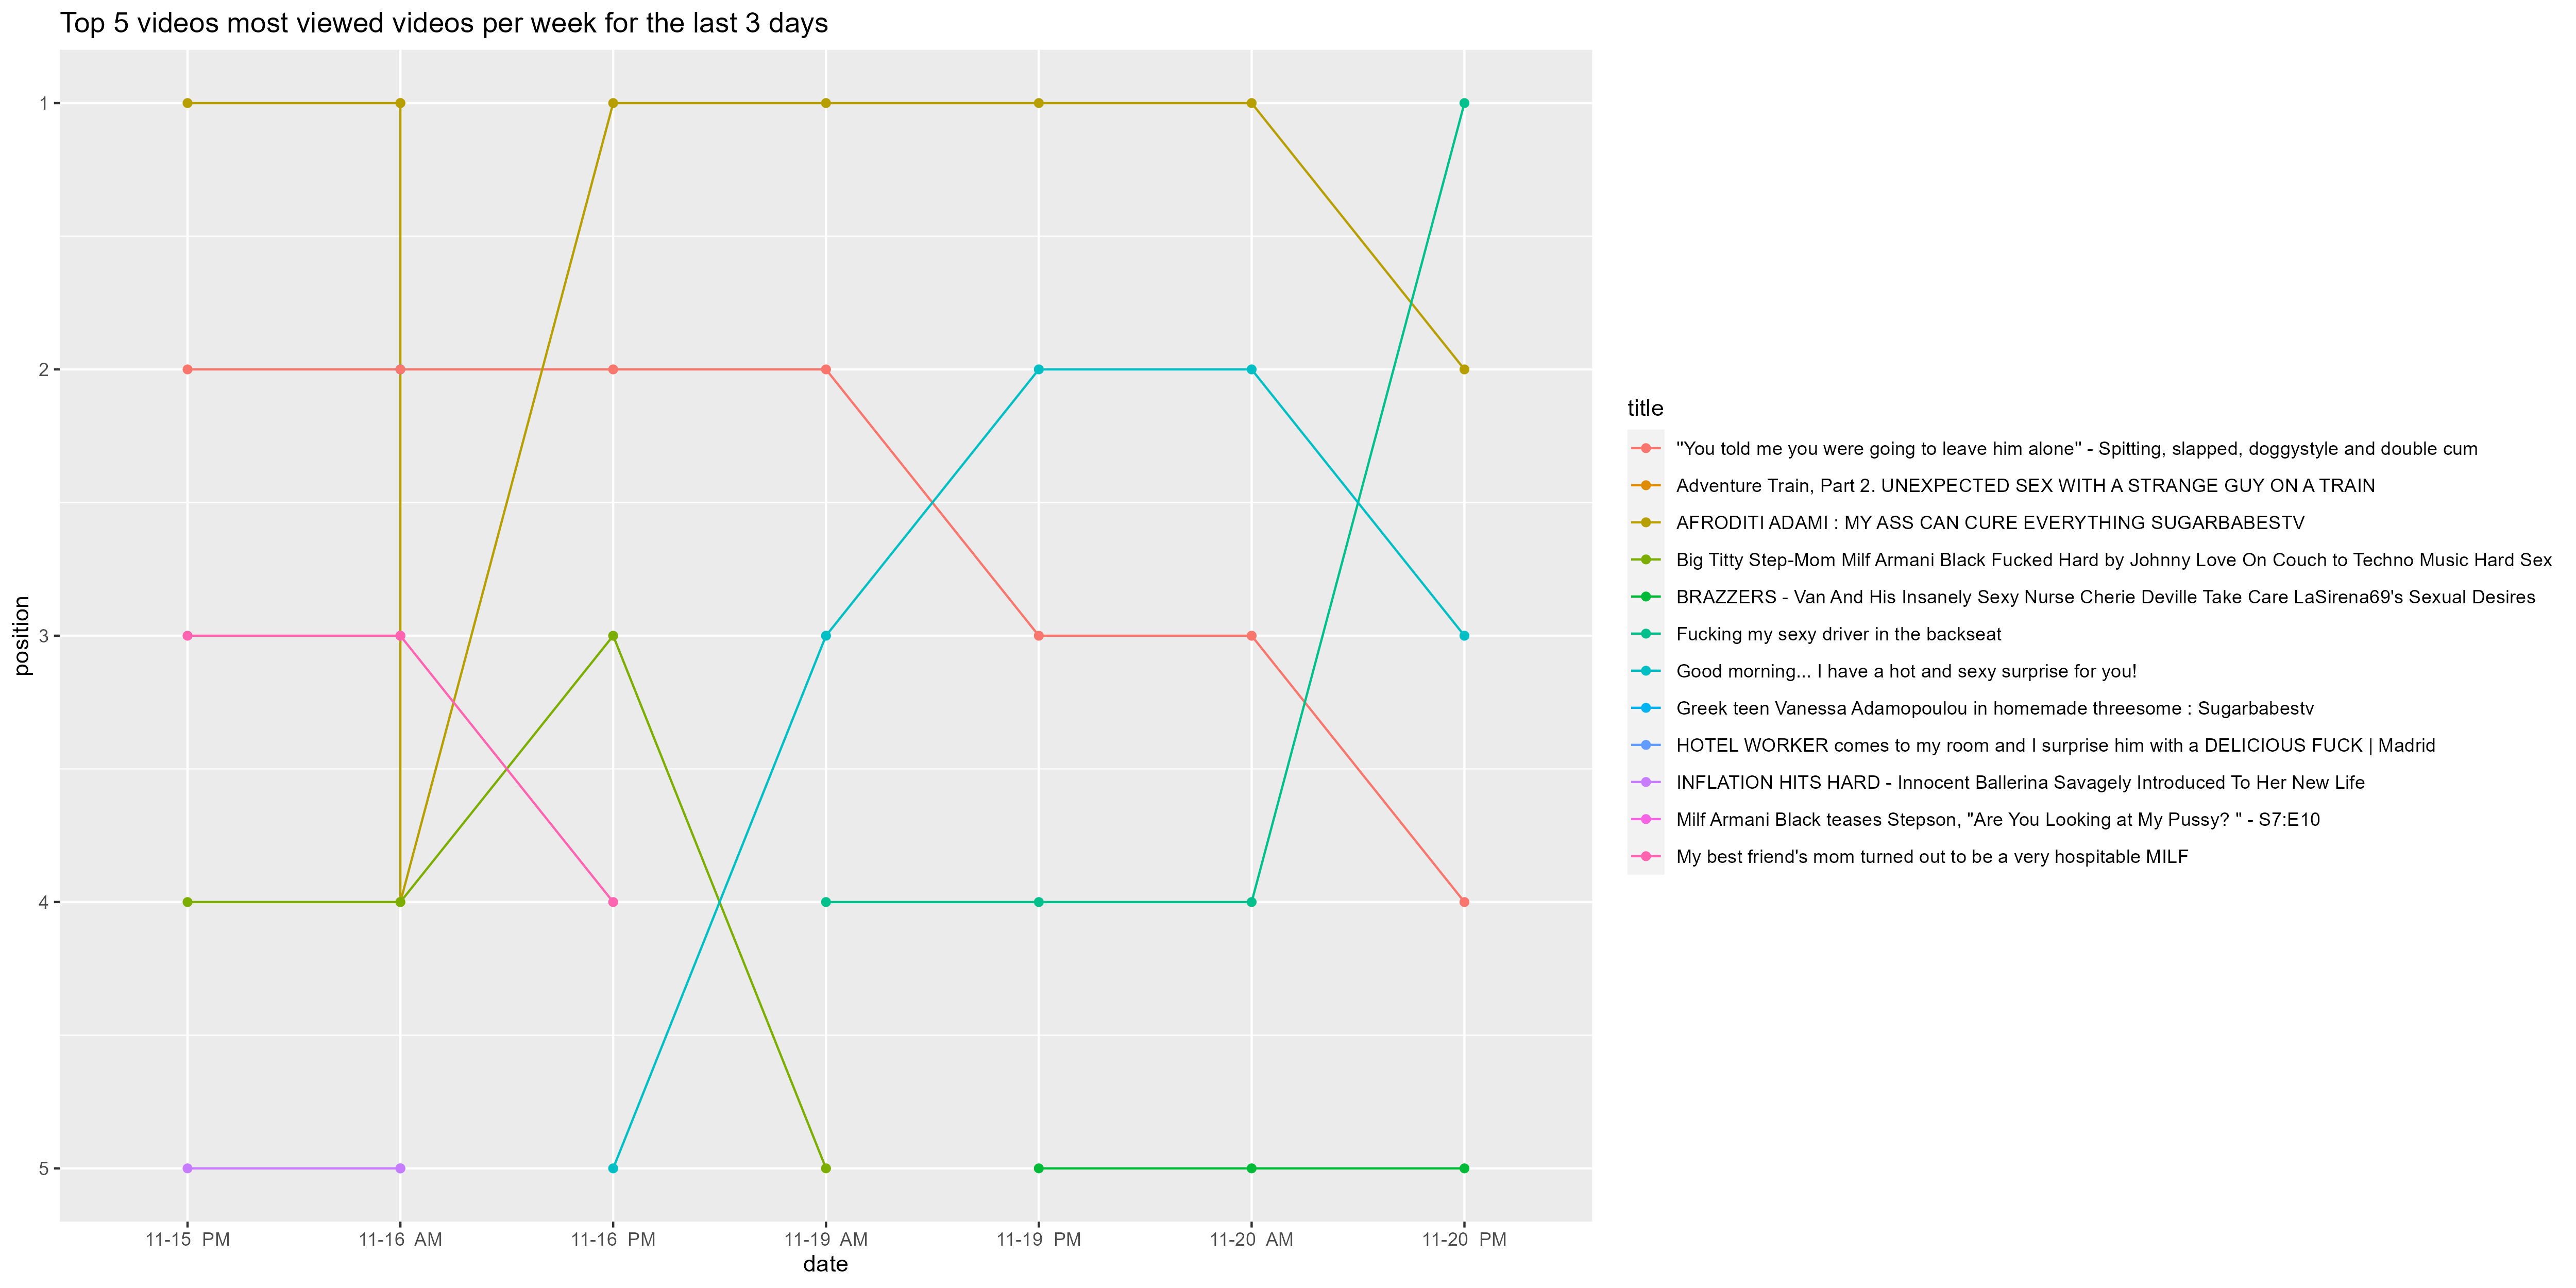 Top 5 videos most viewed videos per week for the last 3 days
1
2
3
4
5
position
11-15 PM
11-16 AM
11-16 PM
11-19 AM
11-19 PM
11-20 AM
11-20 PM
date
title
"You told me you were going to leave him alone" - Spitting, slapped, doggystyle and double cum
Adventure Train, Part 2. UNEXPECTED SEX WITH A STRANGE GUY ON A TRAIN
AFRODITI ADAMI : MY ASS CAN CURE EVERYTHING SUGARBABESTV
Big Titty Step-Mom Milf Armani Black Fucked Hard by Johnny Love On Couch to Techno Music Hard Sex
BRAZZERS - Van And His Insanely Sexy Nurse Cherie Deville Take Care LaSirena69's Sexual Desires
Fucking my sexy driver in the backseat
Good morning... I have a hot and sexy surprise for you!
Greek teen Vanessa Adamopoulou in homemade threesome : Sugarbabestv
HOTEL WORKER comes to my room and I surprise him with a DELICIOUS FUCK | Madrid
INFLATION HITS HARD - Innocent Ballerina Savagely Introduced To Her New Life
Milf Armani Black teases Stepson, "Are You Looking at My Pussy? " - S7:E10
My best friend's mom turned out to be a very hospitable MILF